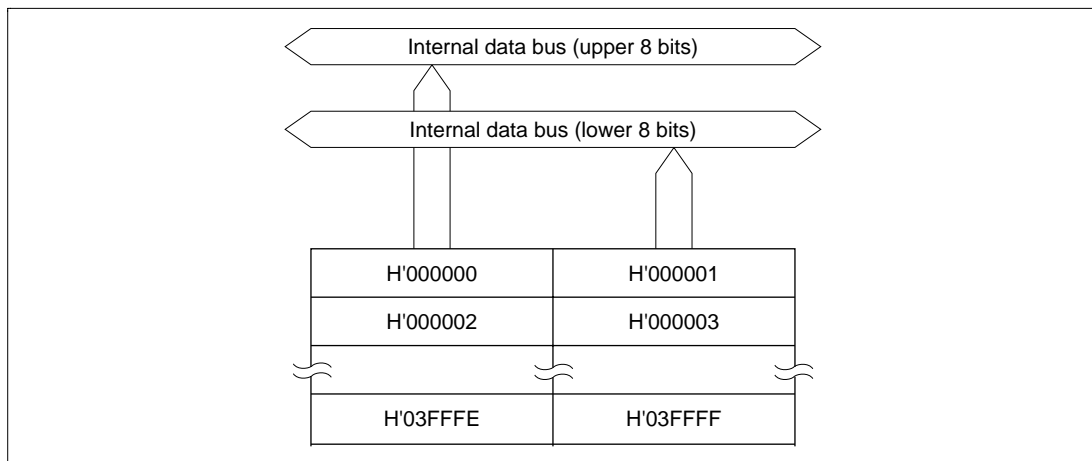 Internal data bus (upper 8 bits)
Internal data bus (lower 8 bits)
H'000000 H'000001
H'000002 H'000003
H'03FFFE H'03FFFF